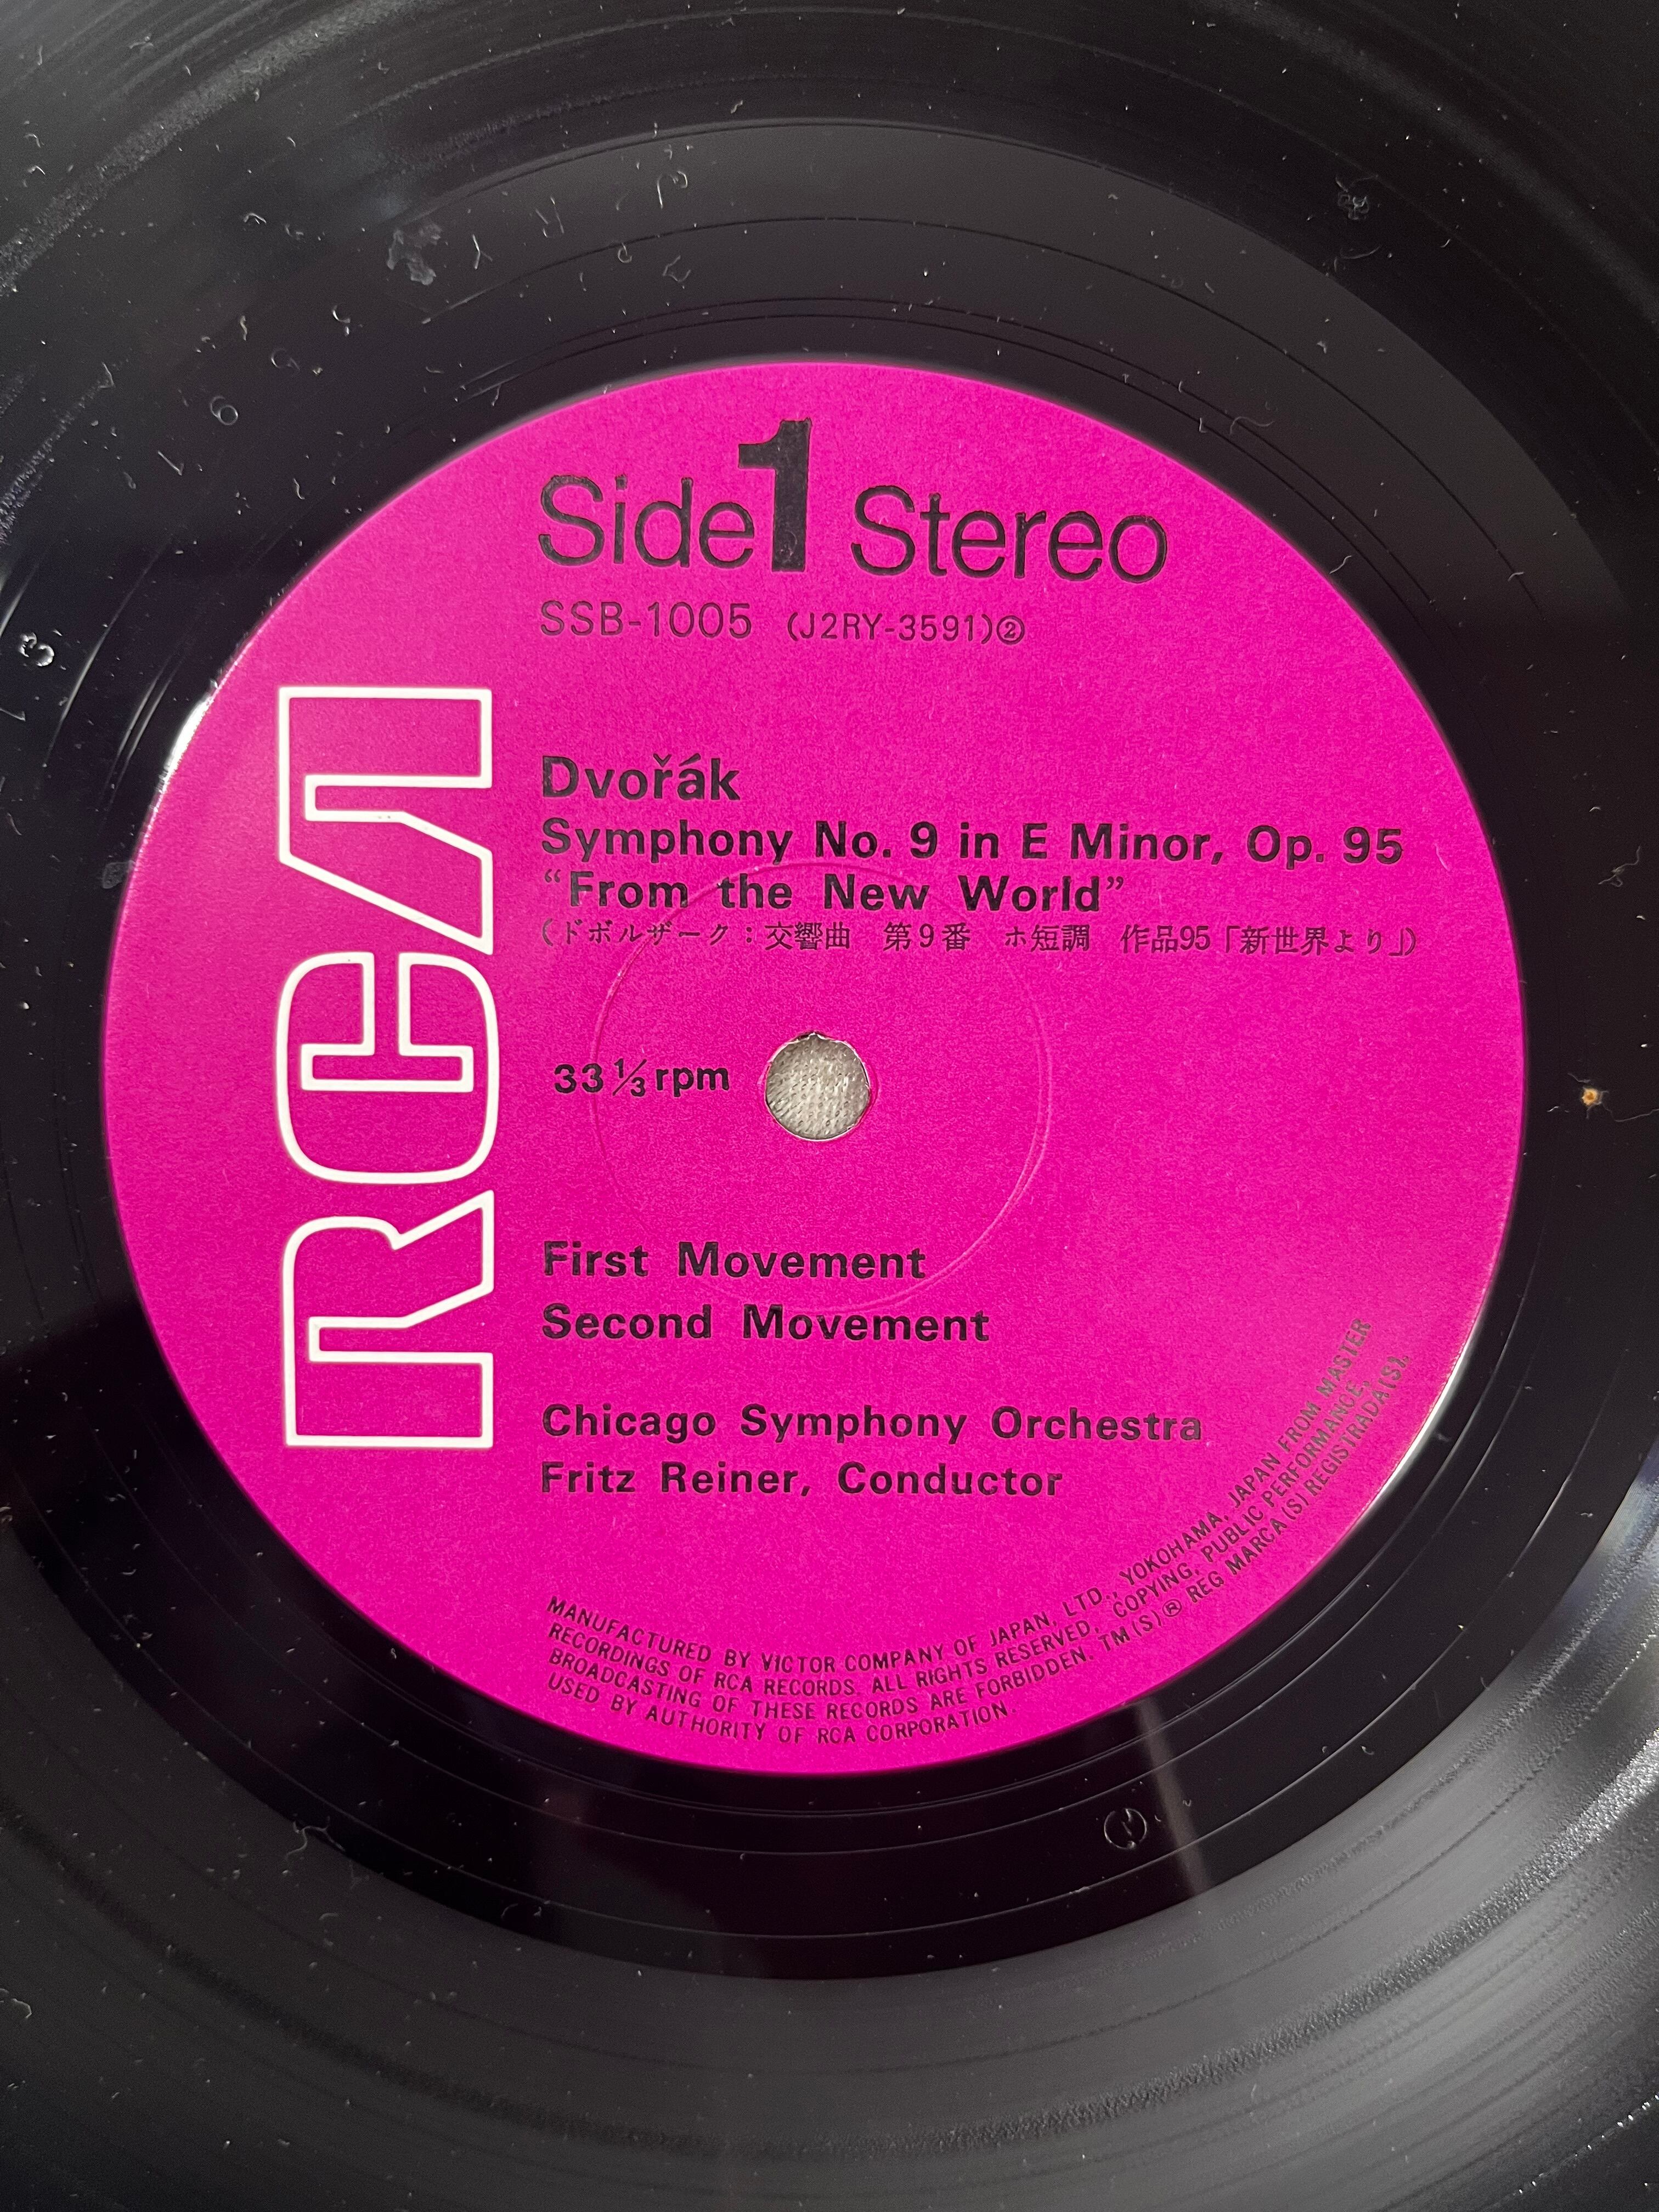 Side 1 Stereo
SSB-1005 (J2RY-3591)②
RCA
Dvořák
Symphony No. 9 in E Minor, Op. 95
“From the New World”
(ドボルザーク：交響曲 第9番 ホ短調 作品95「新世界より」)
33 1/3 rpm
First Movement
Second Movement
Chicago Symphony Orchestra
Fritz Reiner, Conductor
MANUFACTURED BY VICTOR COMPANY OF JAPAN, LTD., YOKOHAMA, JAPAN FROM MASTER
RECORDINGS OF RCA RECORDS. ALL RIGHTS RESERVED, COPYING, PUBLIC PERFORMANCE,
BROADCASTING OF THESE RECORDS ARE FORBIDDEN. TM(S)® REG MARCA(S) REGISTRADA(S).
USED BY AUTHORITY OF RCA CORPORATION.